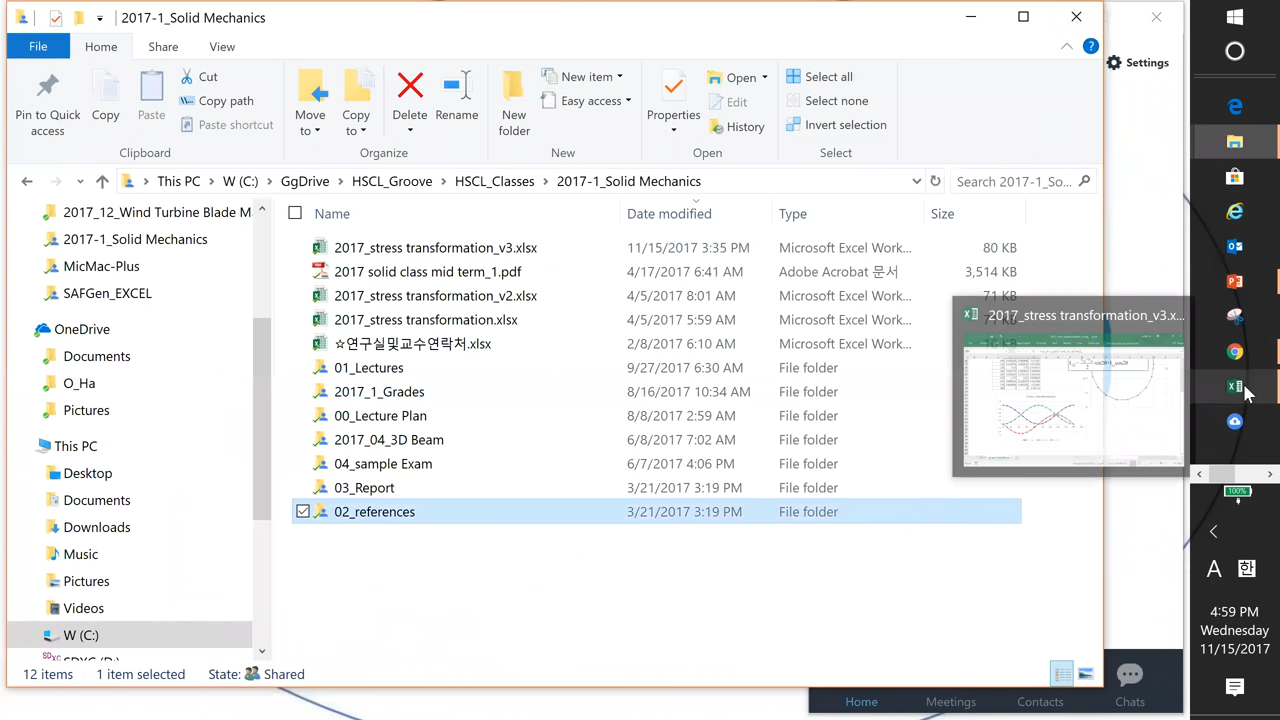 2017-1_Solid Mechanics
File
Home
Share
View
Settings
Pin to Quick access
Copy
Paste
Cut
Copy path
Paste shortcut
Move to
Copy to
Delete
Rename
New folder
New item
Easy access
Properties
Open
Edit
History
Select all
Select none
Invert selection
Clipboard
Organize
New
Open
Select
This PC > W (C:) > GgDrive > HSCL_Groove > HSCL_Classes > 2017-1_Solid Mechanics
Search 2017-1_So...
2017_12_Wind Turbine Blade M
2017-1_Solid Mechanics
MicMac-Plus
SAFGen_EXCEL
OneDrive
Documents
O_Ha
Pictures
This PC
Desktop
Documents
Downloads
Music
Pictures
Videos
W (C:)
Name Date modified Type Size
2017_stress transformation_v3.xlsx 11/15/2017 3:35 PM Microsoft Excel Work... 80 KB
2017 solid class mid term_1.pdf 4/17/2017 6:41 AM Adobe Acrobat 문서 3,514 KB
2017_stress transformation_v2.xlsx 4/5/2017 8:01 AM Microsoft Excel Work... 71 KB
2017_stress transformation.xlsx 4/5/2017 5:59 AM Microsoft Excel Work...
☆연구실및교수연락처.xlsx 2/8/2017 6:10 AM Microsoft Excel Work...
01_Lectures 9/27/2017 6:30 AM File folder
2017_1_Grades 8/16/2017 10:34 AM File folder
00_Lecture Plan 8/8/2017 2:59 AM File folder
2017_04_3D Beam 6/8/2017 7:02 AM File folder
04_sample Exam 6/7/2017 4:06 PM File folder
03_Report 3/21/2017 3:19 PM File folder
02_references 3/21/2017 3:19 PM File folder
2017_stress transformation_v3.x...
12 items 1 item selected State: Shared
Home
Meetings
Contacts
Chats
100%
A 한
4:59 PM
Wednesday
11/15/2017